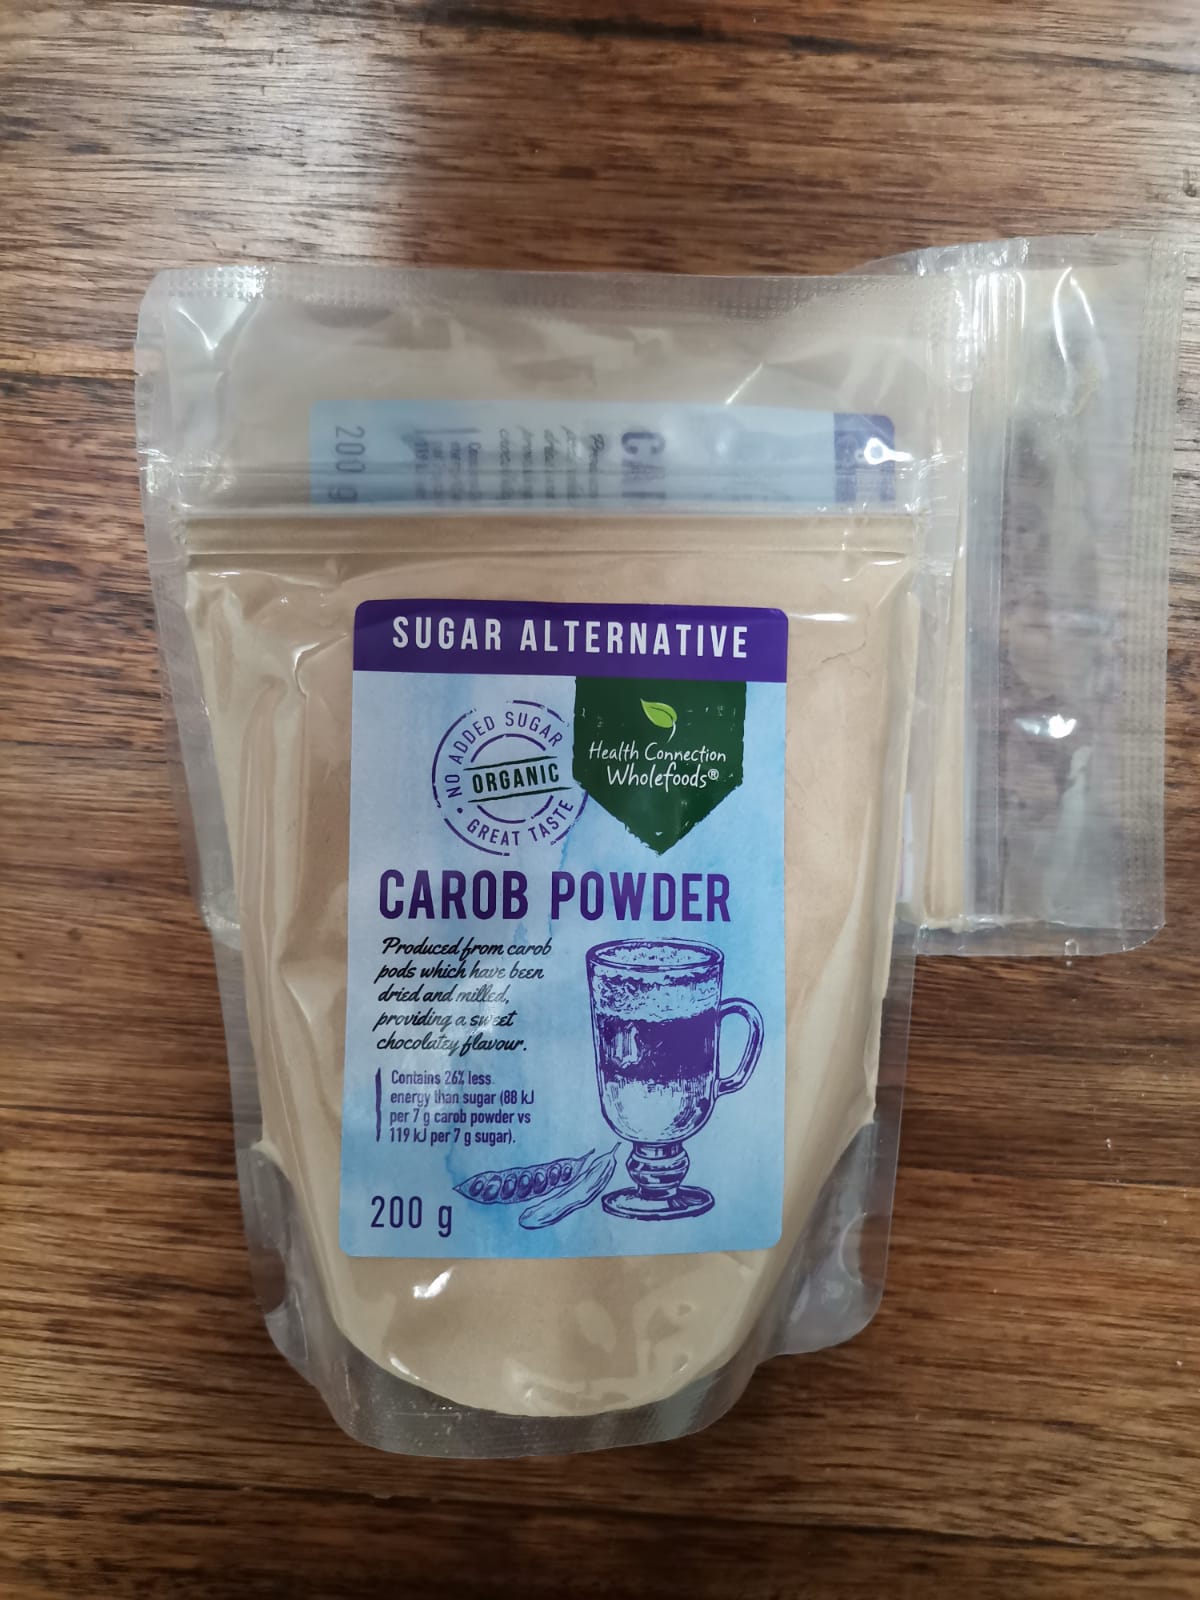 200 g
SUGAR ALTERNATIVE
NO ADDED SUGAR
ORGANIC
GREAT TASTE
Health Connection
Wholefoods®
CAROB POWDER
Produced from carob
pods which have been
dried and milled,
providing a sweet
chocolatey flavour.
Contains 26% less
energy than sugar (88 kJ
per 7 g carob powder vs
119 kJ per 7 g sugar).
200 g